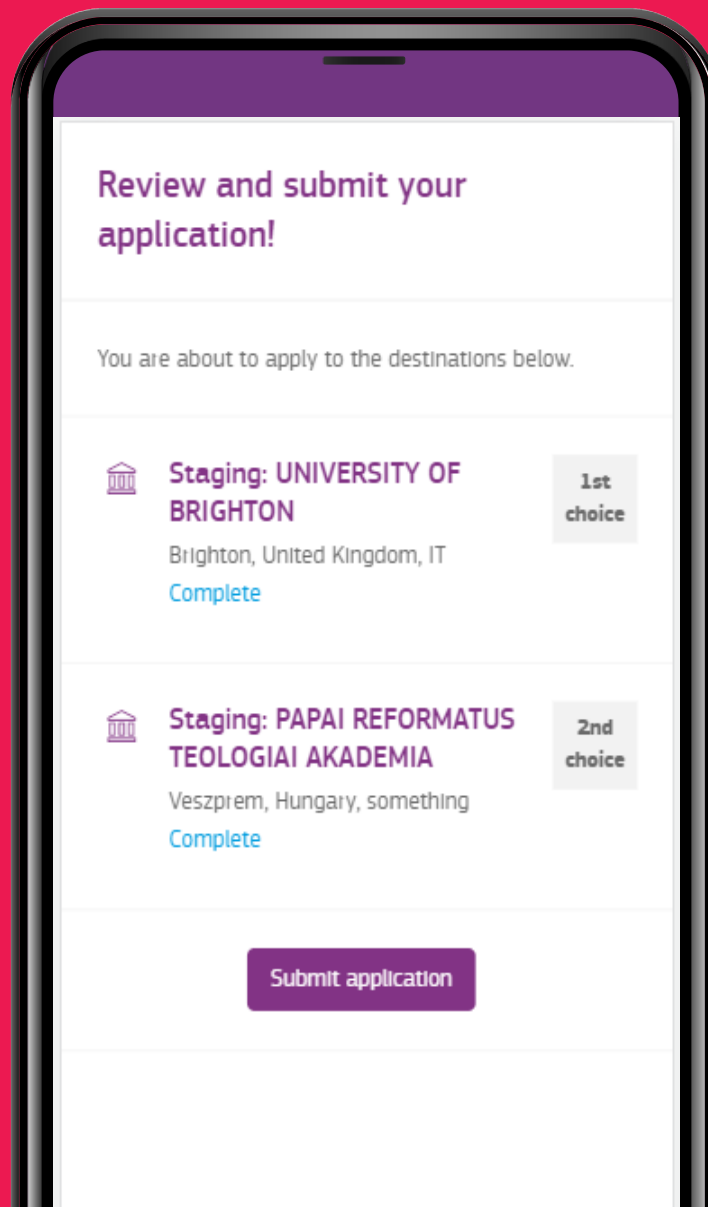 Review and submit your
application!
You are about to apply to the destinations below.
Staging: UNIVERSITY OF
BRIGHTON
1st
choice
Brighton, United Kingdom, IT
Complete
Staging: PAPAI REFORMATUS
TEOLOGIAI AKADEMIA
2nd
choice
Veszprem, Hungary, something
Complete
Submit application